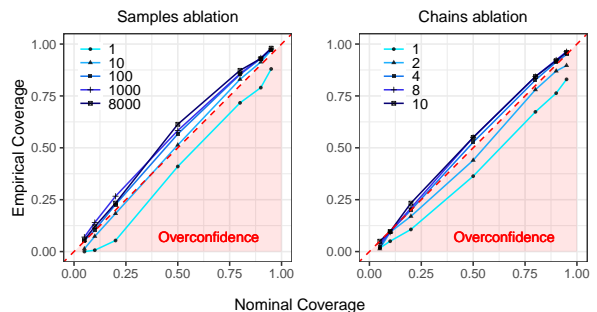 Samples ablation
Chains ablation
Empirical Coverage
1.00
0.75
0.50
0.25
0.00
1
10
100
1000
8000
Overconfidence
0.00 0.25 0.50 0.75 1.00
1.00
0.75
0.50
0.25
0.00
1
2
4
8
10
Overconfidence
0.00 0.25 0.50 0.75 1.00
Nominal Coverage